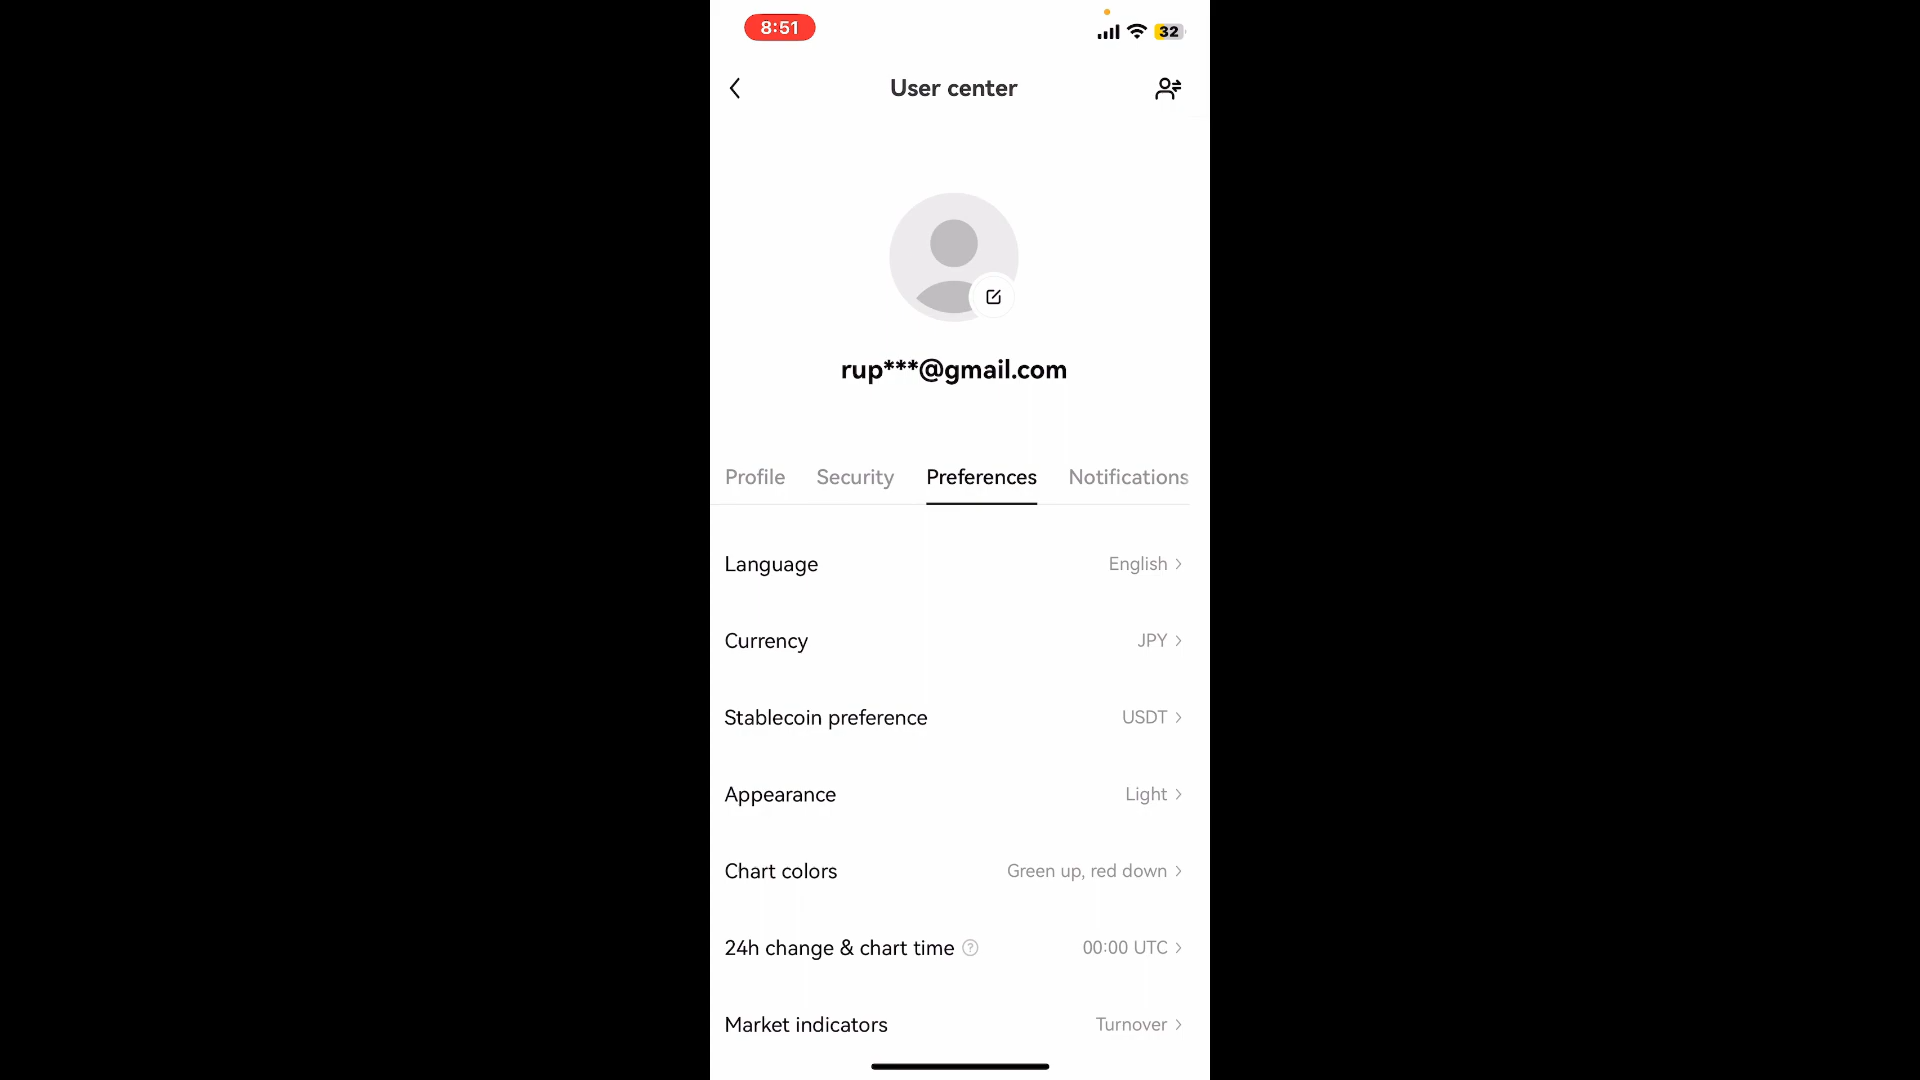 8:51
32
User center
rup***@gmail.com
Profile Security Preferences Notifications
Language English
Currency JPY
Stablecoin preference USDT
Appearance Light
Chart colors Green up, red down
24h change & chart time ? 00:00 UTC
Market indicators Turnover